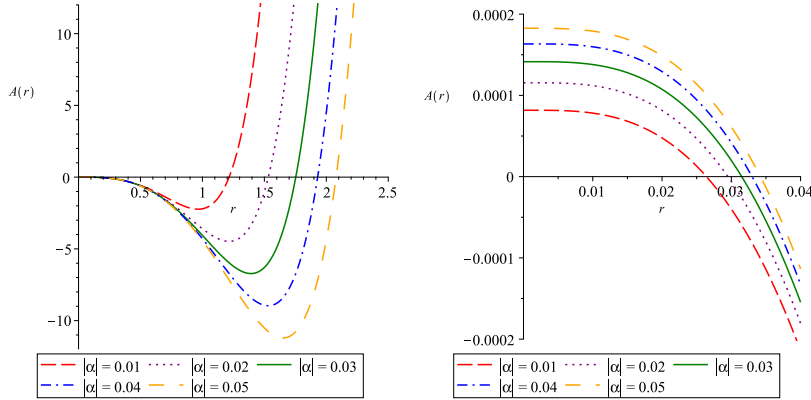 10
A(r)
5
0
0.5
1
1.5
2
2.5
r
−5
−10
|α| = 0.01 |α| = 0.02 |α| = 0.03
|α| = 0.04 |α| = 0.05
0.0002
A(r)
0.0001
0
0.01
0.02
0.03
0.04
r
−0.0001
−0.0002
|α| = 0.01 |α| = 0.02 |α| = 0.03
|α| = 0.04 |α| = 0.05